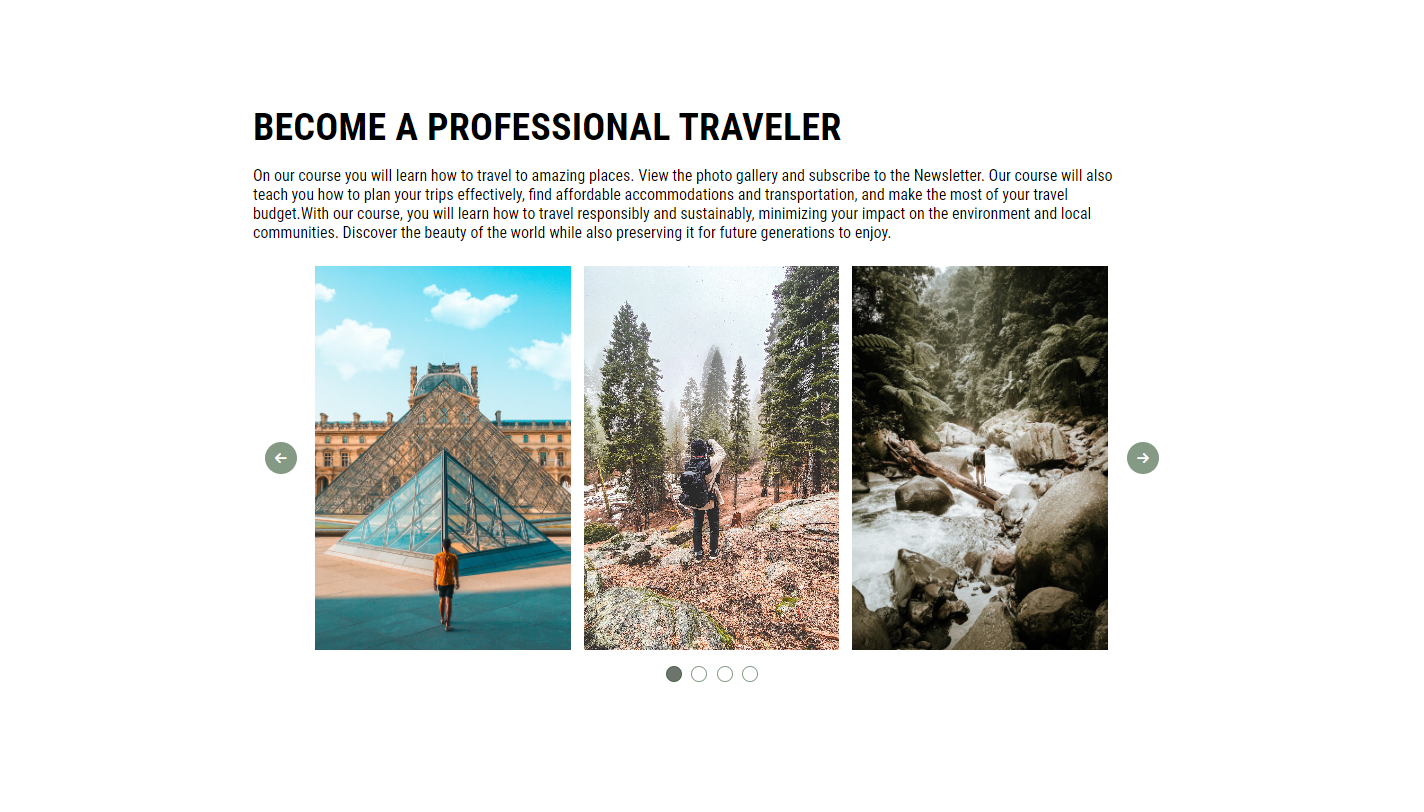 BECOME A PROFESSIONAL TRAVELER
On our course you will learn how to travel to amazing places. View the photo gallery and subscribe to the Newsletter. Our course will also
teach you how to plan your trips effectively, find affordable accommodations and transportation, and make the most of your travel
budget.With our course, you will learn how to travel responsibly and sustainably, minimizing your impact on the environment and local
communities. Discover the beauty of the world while also preserving it for future generations to enjoy.